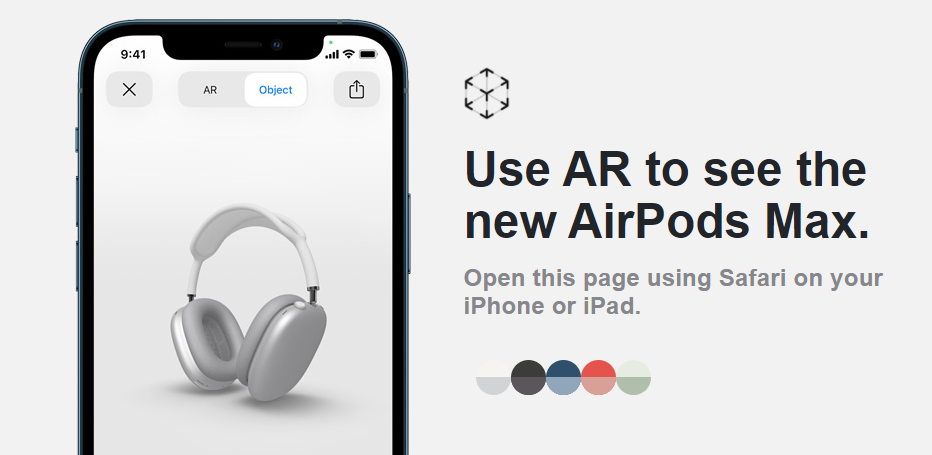 9:41
AR Object
Use AR to see the
new AirPods Max.
Open this page using Safari on your
iPhone or iPad.